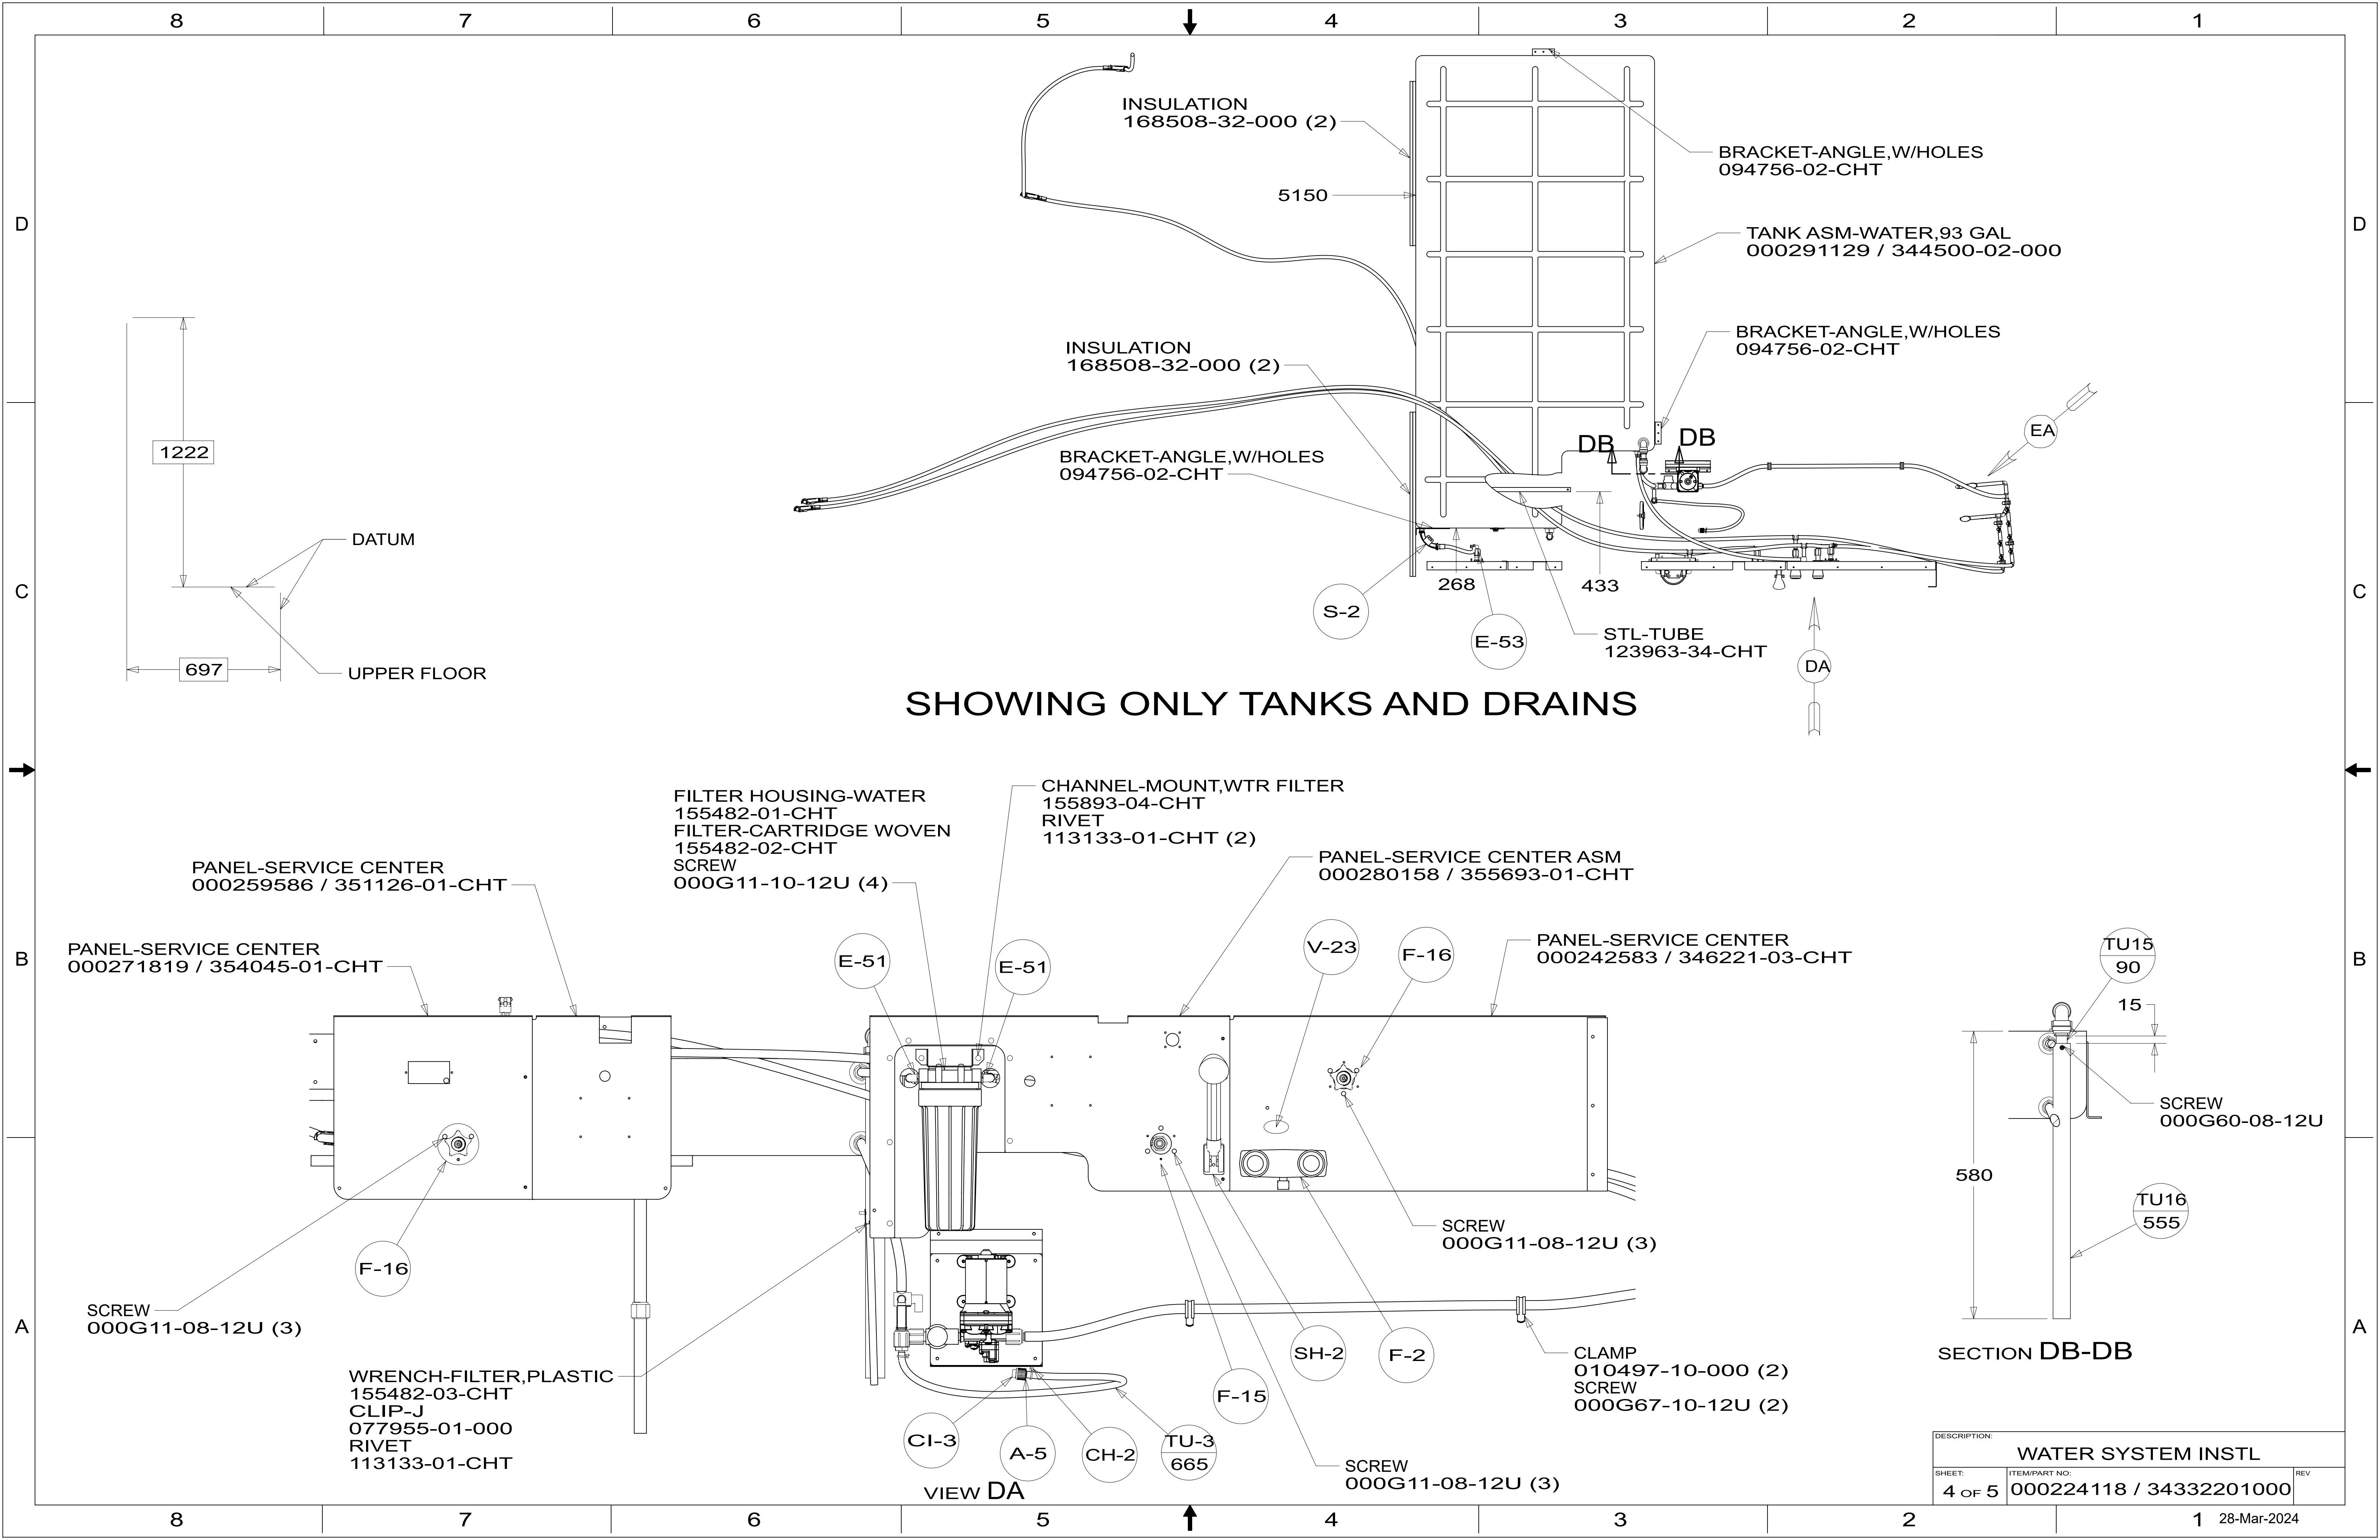 8 7 6 5 4 3 2 1
INSULATION
168508-32-000 (2)
5150
BRACKET-ANGLE,W/HOLES
094756-02-CHT
TANK ASM-WATER,93 GAL
000291129 / 344500-02-000
D
D
INSULATION
168508-32-000 (2)
BRACKET-ANGLE,W/HOLES
094756-02-CHT
1222
BRACKET-ANGLE,W/HOLES
094756-02-CHT
DB DB
EA
DATUM
C
C
268
433
S-2
E-53
STL-TUBE
123963-34-CHT
DA
697
UPPER FLOOR
SHOWING ONLY TANKS AND DRAINS
FILTER HOUSING-WATER
155482-01-CHT
FILTER-CARTRIDGE WOVEN
155482-02-CHT
SCREW
000G11-10-12U (4)
CHANNEL-MOUNT,WTR FILTER
155893-04-CHT
RIVET
113133-01-CHT (2)
PANEL-SERVICE CENTER
000259586 / 351126-01-CHT
PANEL-SERVICE CENTER ASM
000280158 / 355693-01-CHT
PANEL-SERVICE CENTER
000271819 / 354045-01-CHT
E-51
E-51
V-23
F-16
PANEL-SERVICE CENTER
000242583 / 346221-03-CHT
B
B
TU15
90
15
SCREW
000G60-08-12U
580
TU16
555
SECTION DB-DB
SCREW
000G11-08-12U (3)
F-16
SCREW
000G11-08-12U (3)
A
A
WRENCH-FILTER,PLASTIC
155482-03-CHT
CLIP-J
077955-01-000
RIVET
113133-01-CHT
CI-3
A-5
CH-2
TU-3
665
F-15
SH-2
F-2
CLAMP
010497-10-000 (2)
SCREW
000G67-10-12U (2)
SCREW
000G11-08-12U (3)
VIEW DA
DESCRIPTION:
WATER SYSTEM INSTL
SHEET:
4 OF 5
ITEM/PART NO:
000224118 / 34332201000
REV
8 7 6 5 4 3 2 1
28-Mar-2024